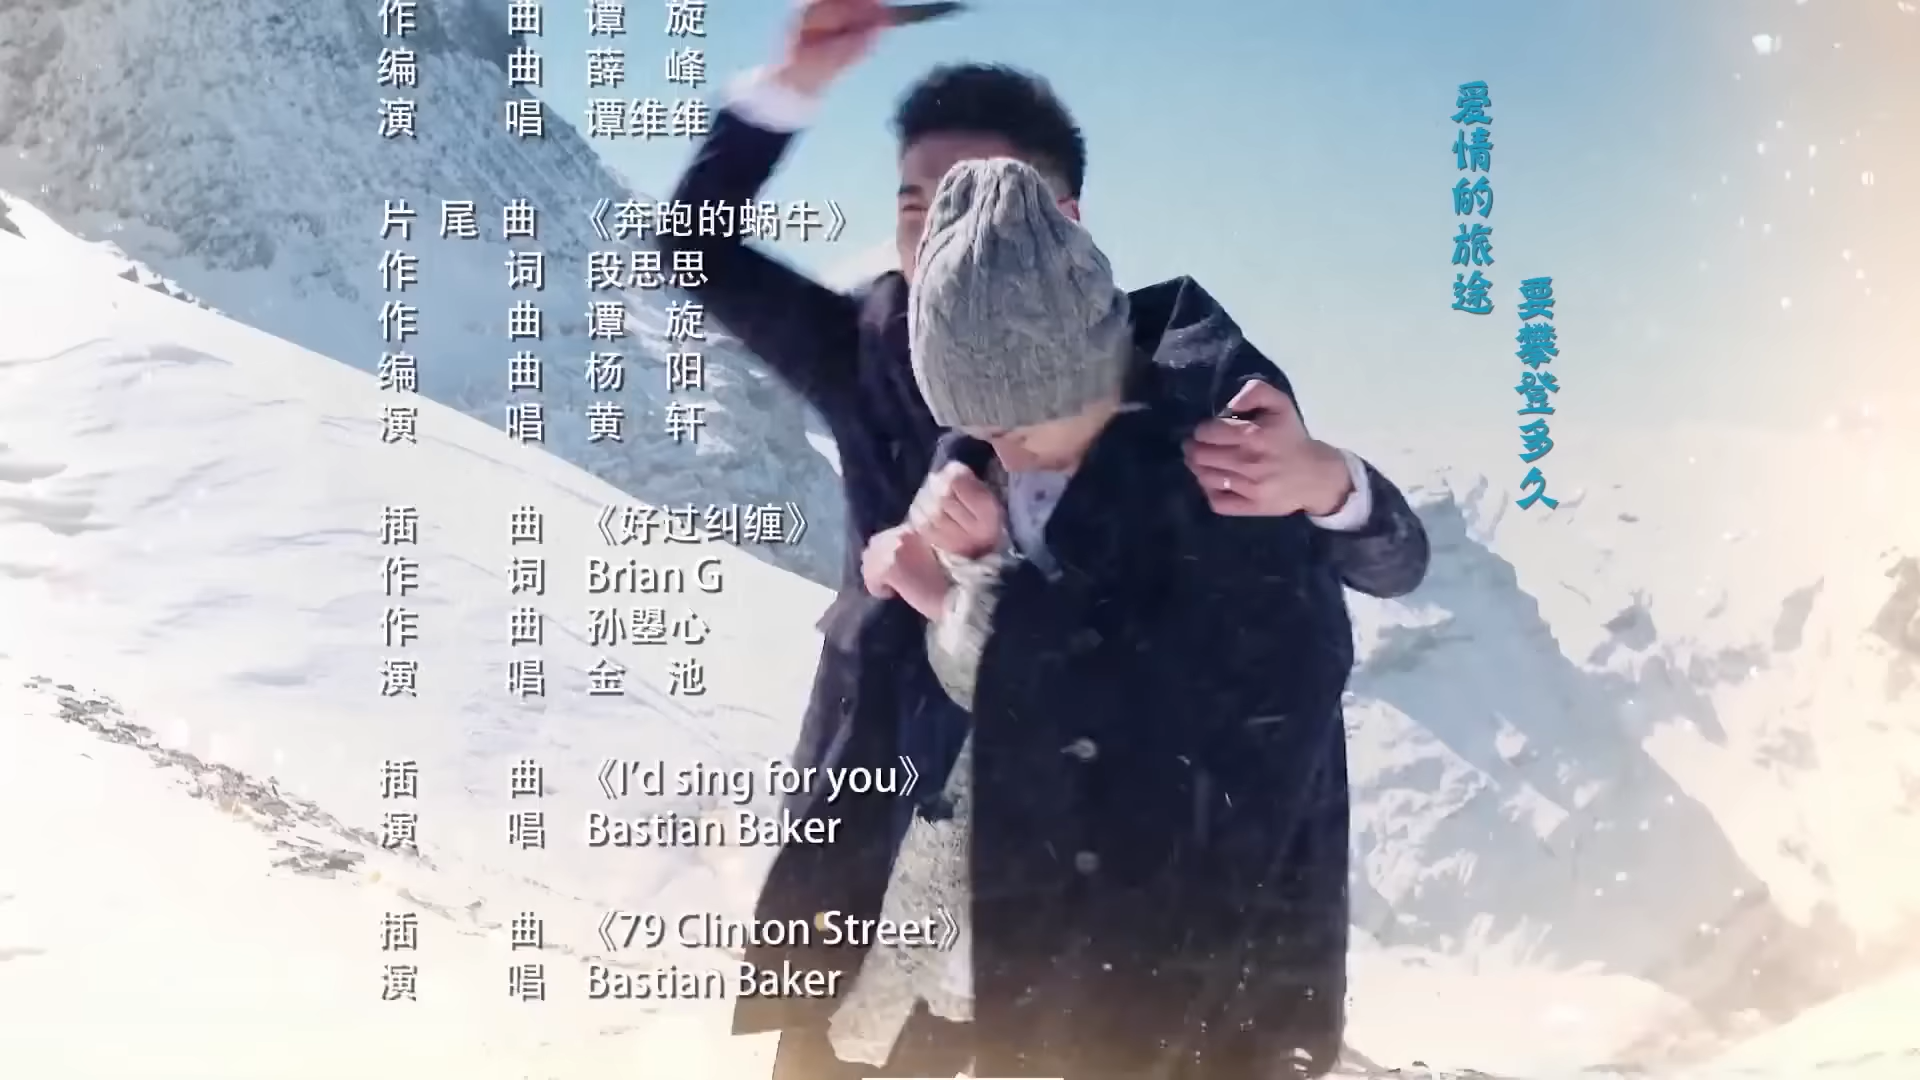 作曲 谭旋
编曲 薛峰
演唱 谭维维
片尾曲 《奔跑的蜗牛》
作词 段思思
作曲 谭旋
编曲 杨阳
演唱 黄轩
插曲 《好过纠缠》
作词 Brian G
作曲 孙曌心
演唱 金池
插曲 《I'd sing for you》
演唱 Bastian Baker
插曲 《79 Clinton Street》
演唱 Bastian Baker
爱情的旅途
要攀登多久